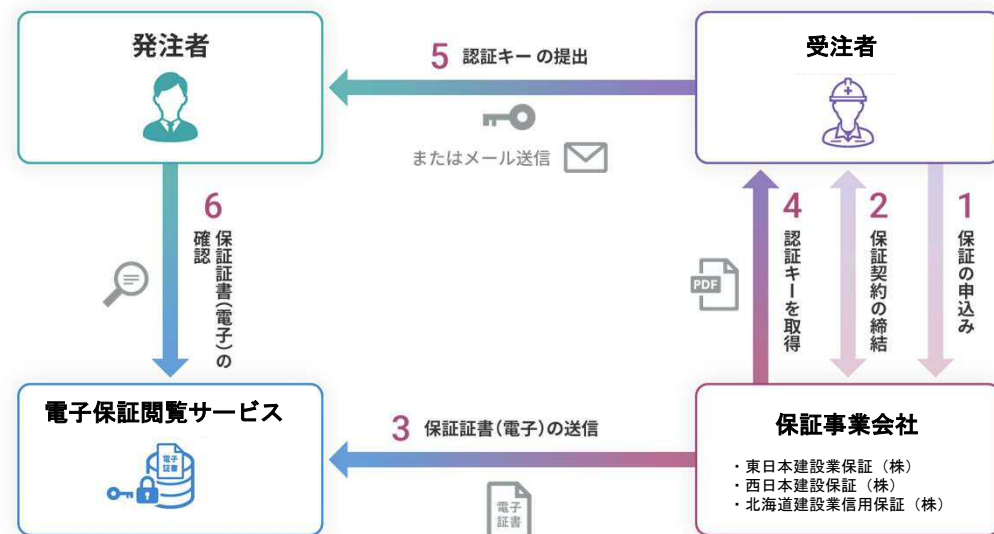 発注者
5 認証キーの提出
またはメール送信
受注者
6
保証証書(電子)の
確認
4
認証キーを取得
2
保証契約の締結
1
保証の申込み
PDF
電子保証閲覧サービス
電子
証書
3 保証証書(電子)の送信
電子
証書
保証事業会社
・東日本建設業保証（株）
・西日本建設保証（株）
・北海道建設業信用保証（株）